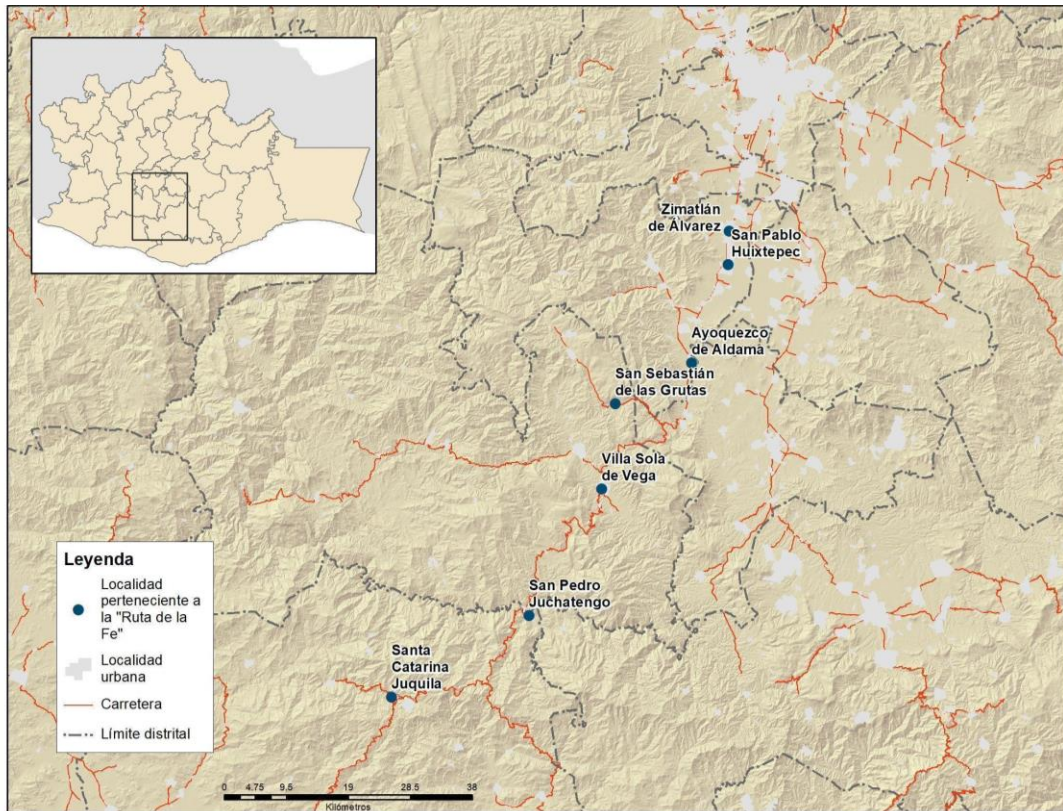 Zimatlán
de Álvarez
San Pablo
Huixtepec
Ayoquezco
de Aldama
San Sebastián
de las Grutas
Villa Sola
de Vega
San Pedro
Juchatengo
Santa
Catarina
Juquila
Leyenda
Localidad
perteneciente a
la "Ruta de la
Fe"
Localidad
urbana
Carretera
Límite distrital
0 4.75 9.5 19 28.5 38
Kilómetros